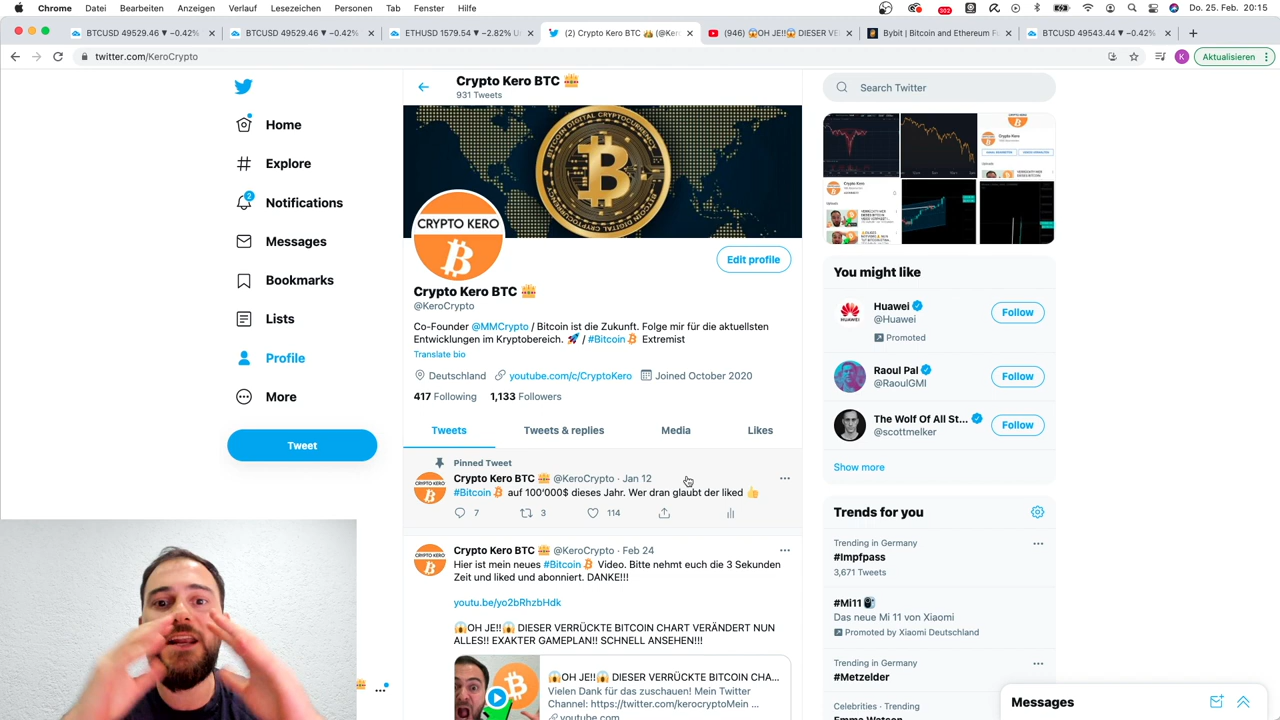 Chrome Datei Bearbeiten Anzeigen Verlauf Lesezeichen Personen Tab Fenster Hilfe
302 Do. 25. Feb. 20:15
BTCUSD 49529.46 ▼ −0.42%
BTCUSD 49529.46 ▼ −0.42%
ETHUSD 1579.54 ▼ −2.82% U
(2) Crypto Kero BTC 👑 (@Ker
(946) 😱OH JE!!😱 DIESER VE
Bybit | Bitcoin and Ethereum F
BTCUSD 49543.44 ▼ −0.42%
twitter.com/KeroCrypto
K
Aktualisieren
Home
Explore
2
Notifications
Messages
Bookmarks
Lists
Profile
More
Tweet
Crypto Kero BTC
931 Tweets
CRYPTO KERO
Edit profile
Crypto Kero BTC
@KeroCrypto
Co-Founder @MMCrypto / Bitcoin ist die Zukunft. Folge mir für die aktuellsten
Entwicklungen im Kryptobereich. 🚀 / #Bitcoin Extremist
Translate bio
Deutschland youtube.com/c/CryptoKero Joined October 2020
417 Following 1,133 Followers
Tweets Tweets & replies Media Likes
Pinned Tweet
Crypto Kero BTC @KeroCrypto · Jan 12
#Bitcoin auf 100'000$ dieses Jahr. Wer dran glaubt der liked 👍
7 3 114
Crypto Kero BTC @KeroCrypto · Feb 24
Hier ist mein neues #Bitcoin Video. Bitte nehmt euch die 3 Sekunden
Zeit und liked und abonniert. DANKE!!!
youtu.be/yo2bRhzbHdk
😱OH JE!!😱 DIESER VERRÜCKTE BITCOIN CHART VERÄNDERT NUN
ALLES!! EXAKTER GAMEPLAN!! SCHNELL ANSEHEN!!!
😱OH JE!!😱 DIESER VERRÜCKTE BITCOIN CHA...
Vielen Dank für das zuschauen! Mein Twitter
Channel: https://twitter.com/kerocryptoMein ...
youtube.com
Search Twitter
You might like
Huawei
@Huawei
Promoted
Follow
Raoul Pal
@RaoulGMI
Follow
The Wolf Of All St...
@scottmelker
Follow
Show more
Trends for you
Trending in Germany
#Impfpass
3,671 Tweets
#Mi11
Das neue Mi 11 von Xiaomi
Promoted by Xiaomi Deutschland
Trending in Germany
#Metzelder
Celebrities · Trending
Emma Watson
Messages